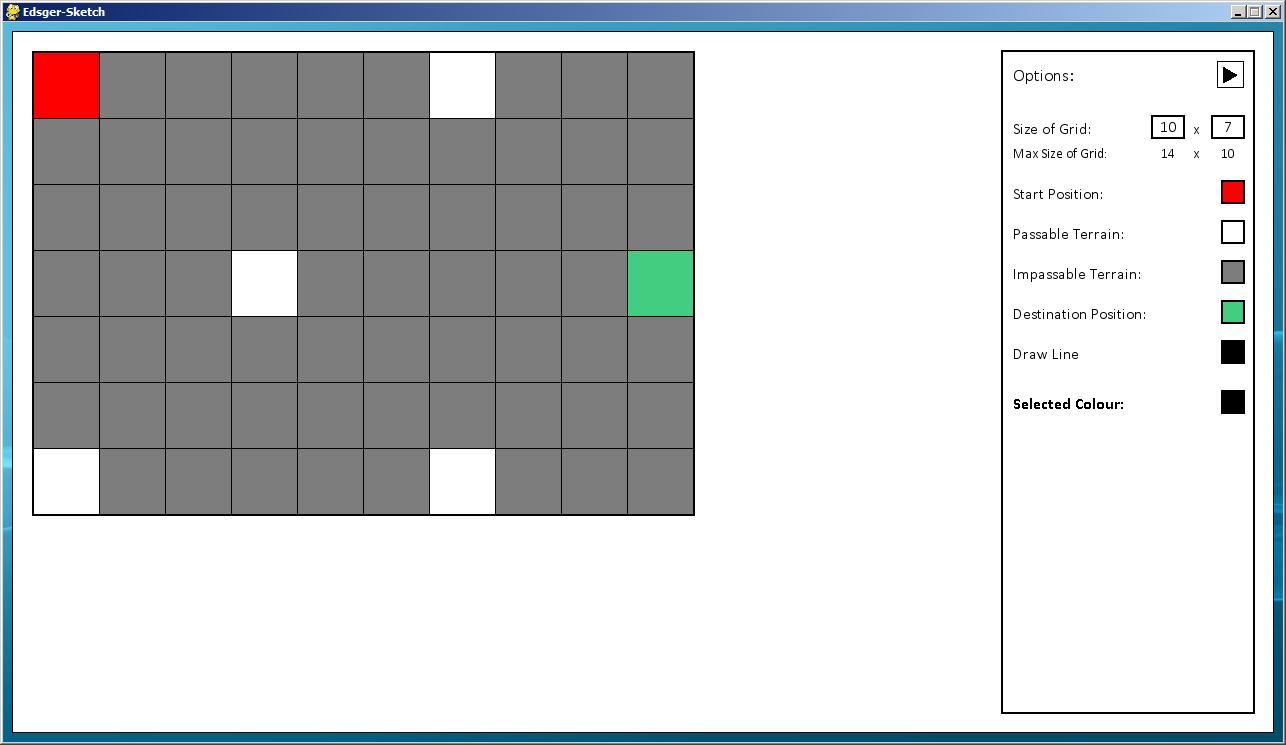 Edsger-Sketch
Options:
Size of Grid: 10 x 7
Max Size of Grid: 14 x 10
Start Position:
Passable Terrain:
Impassable Terrain:
Destination Position:
Draw Line
Selected Colour: